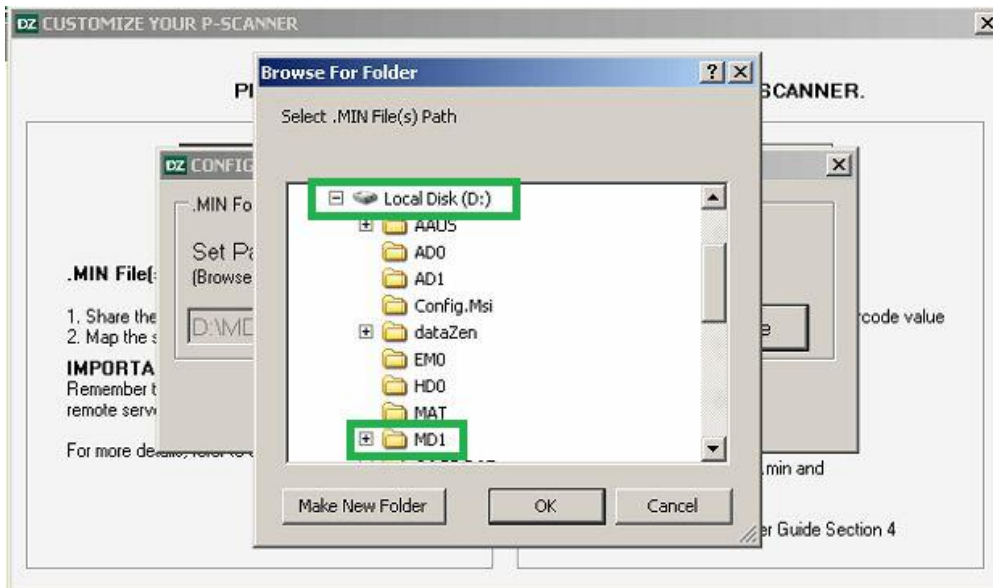 DZ CUSTOMIZE YOUR P-SCANNER
Browse For Folder
SCANNER.
Select .MIN File(s) Path
DZ CONFIG
.MIN Fo
Local Disk (D:)
AAUS
AD0
Set Pa
.MIN File(s
(Browse
AD1
Config.Msi
1. Share the
D:\MD
rcode value
2. Map the s
dataZen
IMPORTA
EM0
Remember t
HD0
remote serv
MAT
MD1
For more details, refer to
.min and
Make New Folder
OK
Cancel
er Guide Section 4